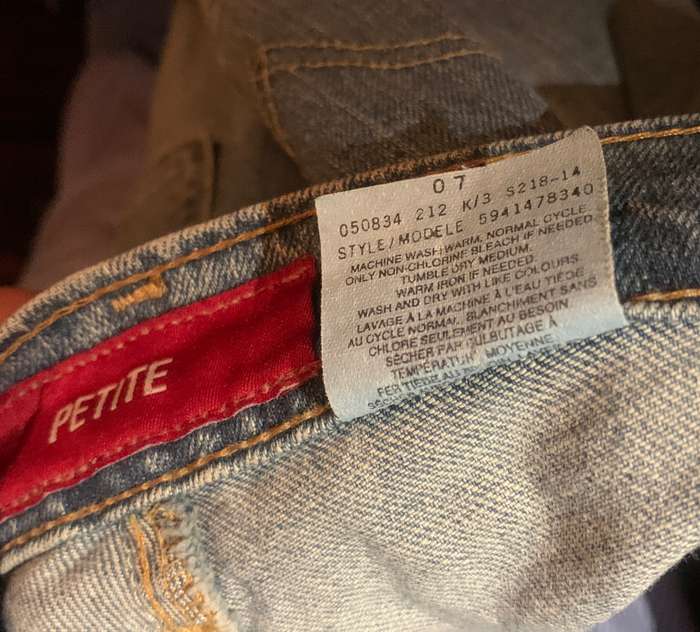 PETITE
07
050834 212 K/3 S218-14
STYLE/MODELE 5941478340
MACHINE WASH WARM, NORMAL CYCLE
ONLY NON-CHLORINE BLEACH IF NEEDED
TUMBLE DRY MEDIUM.
WARM IRON IF NEEDED.
WASH AND DRY WITH LIKE COLOURS
LAVAGE À LA MACHINE À L'EAU TIÈDE
AU CYCLE NORMAL. BLANCHIMENT SANS
CHLORE SEULEMENT AU BESOIN
SÉCHER PAR CULBUTAGE À
MOYENNE.